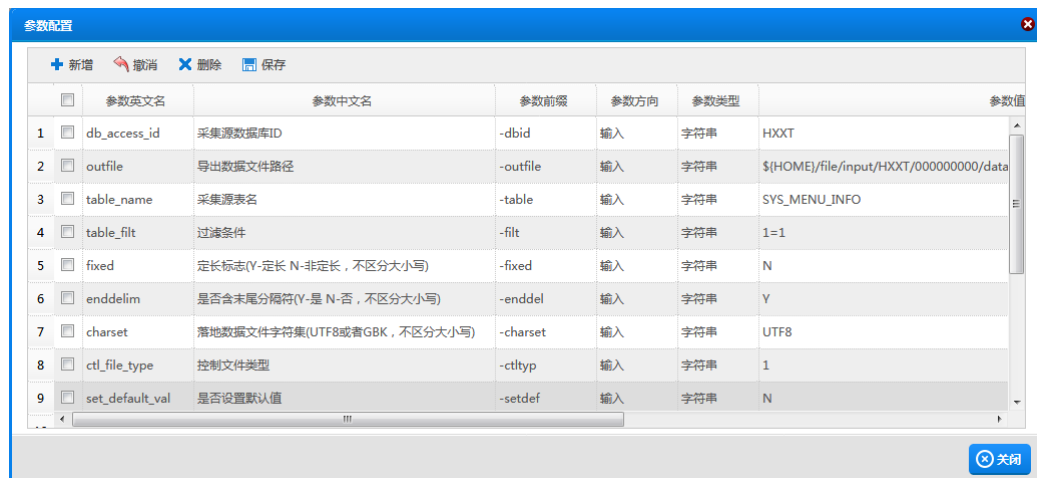 参数配置
新增 撤消 删除 保存
参数英文名 参数中文名 参数前缀 参数方向 参数类型 参数值
1 db_access_id 采集源数据库ID -dbid 输入 字符串 HXXT
2 outfile 导出数据文件路径 -outfile 输入 字符串 ${HOME}/file/input/HXXT/000000000/data
3 table_name 采集源表名 -table 输入 字符串 SYS_MENU_INFO
4 table_filt 过滤条件 -filt 输入 字符串 1=1
5 fixed 定长标志(Y-定长 N-非定长，不区分大小写) -fixed 输入 字符串 N
6 enddelim 是否含末尾分隔符(Y-是 N-否，不区分大小写) -enddel 输入 字符串 Y
7 charset 落地数据文件字符集(UTF8或者GBK，不区分大小写) -charset 输入 字符串 UTF8
8 ctl_file_type 控制文件类型 -ctltyp 输入 字符串 1
9 set_default_val 是否设置默认值 -setdef 输入 字符串 N
关闭